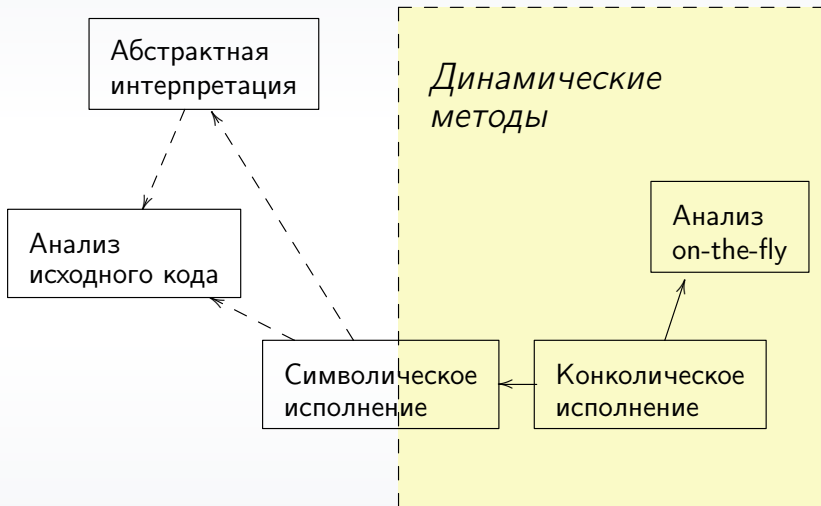 Абстрактная
интерпретация
Динамические
методы
Анализ
исходного кода
Анализ
on-the-fly
Символическое
исполнение
Конколическое
исполнение